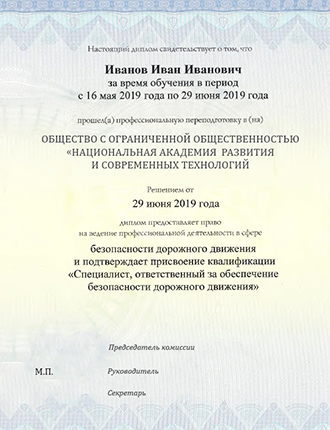 Настоящий диплом свидетельствует о том, что
Иванов Иван Иванович
за время обучения в период
с 16 мая 2019 года по 29 июня 2019 года
прошел(а) профессиональную переподготовку в (на)
ОБЩЕСТВО С ОГРАНИЧЕННОЙ ОБЩЕСТВЕННОСТЬЮ
«НАЦИОНАЛЬНАЯ АКАДЕМИЯ РАЗВИТИЯ
И СОВРЕМЕННЫХ ТЕХНОЛОГИЙ
Решением от
29 июня 2019 года
диплом предоставляет право
на ведение профессиональной деятельности в сфере
безопасности дорожного движения
и подтверждает присвоение квалификации
«Специалист, ответственный за обеспечение
безопасности дорожного движения»
Председатель комиссии
М.П. Руководитель
Секретарь